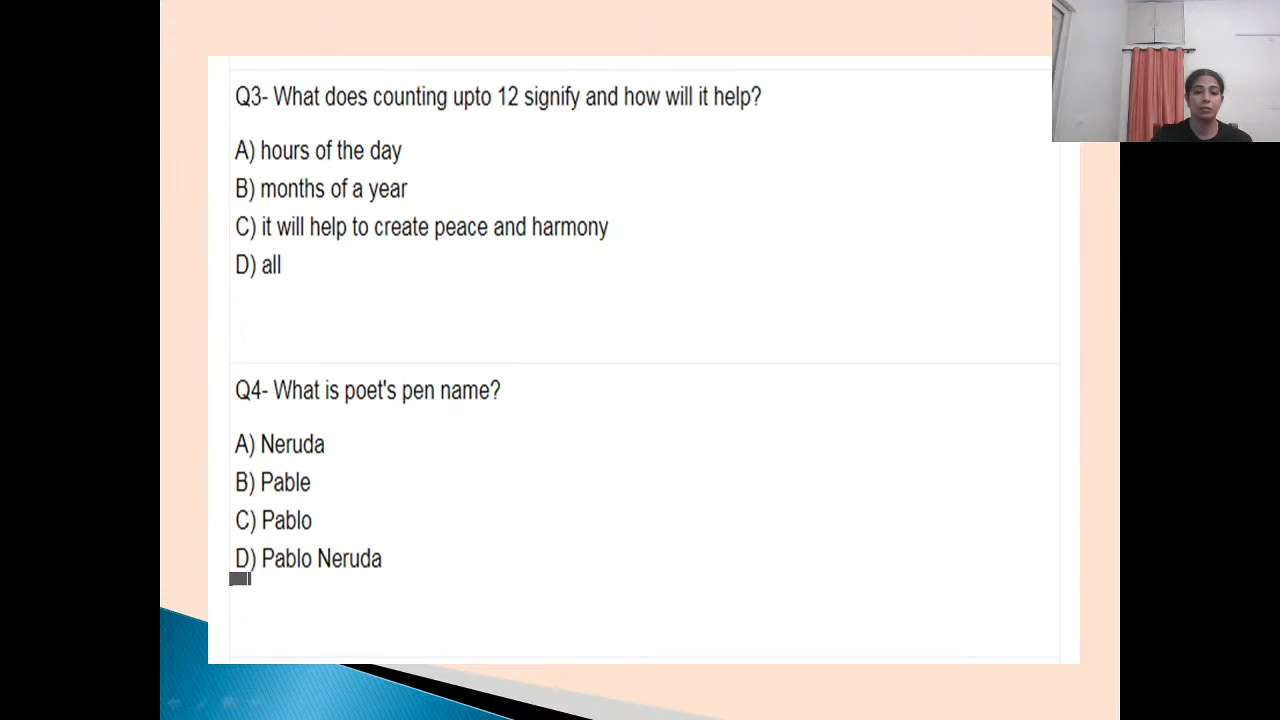 Q3- What does counting upto 12 signify and how will it help?
A) hours of the day
B) months of a year
C) it will help to create peace and harmony
D) all
Q4- What is poet's pen name?
A) Neruda
B) Pable
C) Pablo
D) Pablo Neruda